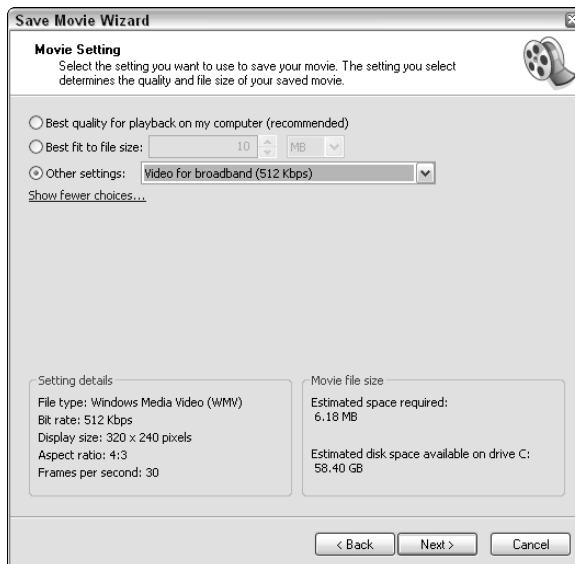 Save Movie Wizard
Movie Setting
Select the setting you want to use to save your movie. The setting you select
determines the quality and file size of your saved movie.
Best quality for playback on my computer (recommended)
Best fit to file size: 10 MB
Other settings: Video for broadband (512 Kbps)
Show fewer choices...
Setting details
File type: Windows Media Video (WMV)
Bit rate: 512 Kbps
Display size: 320 x 240 pixels
Aspect ratio: 4:3
Frames per second: 30
Movie file size
Estimated space required:
6.18 MB
Estimated disk space available on drive C:
58.40 GB
< Back Next > Cancel